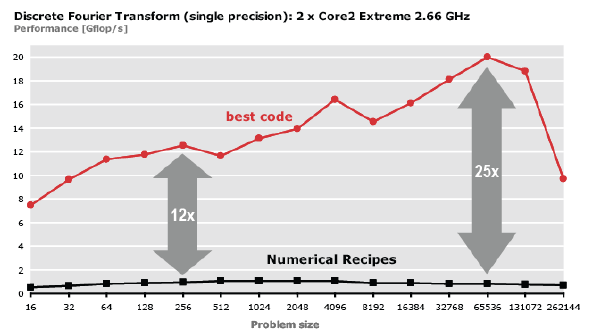 Discrete Fourier Transform (single precision): 2 x Core2 Extreme 2.66 GHz
Performance [Gflop/s]
20
18
16
14
12
10
8
6
4
2
0
best code
12x
25x
Numerical Recipes
16 32 64 128 256 512 1024 2048 4096 8192 16384 32768 65536 131072 262144
Problem size